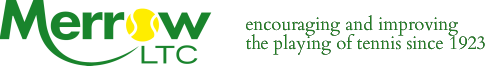 Merrow
LTC
encouraging and improving
the playing of tennis since 1923